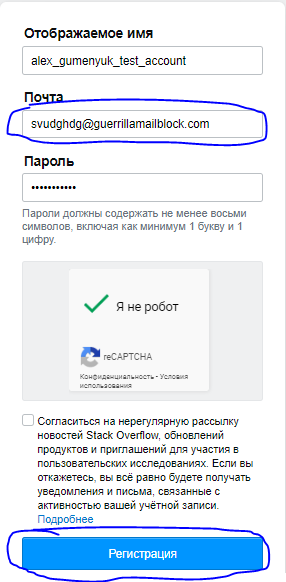 Отображаемое имя
alex_gumenyuk_test_account
Почта
svudghdg@guerrillamailblock.com
Пароль
•••••••••••
Пароли должны содержать не менее восьми
символов, включая как минимум 1 букву и 1
цифру.
Я не робот
reCAPTCHA
Конфиденциальность - Условия
использования
Согласиться на нерегулярную рассылку
новостей Stack Overflow, обновлений
продуктов и приглашений для участия в
пользовательских исследованиях. Если вы
откажетесь, вы всё равно будете получать
уведомления и письма, связанные с
активностью вашей учётной записи.
Подробнее
Регистрация